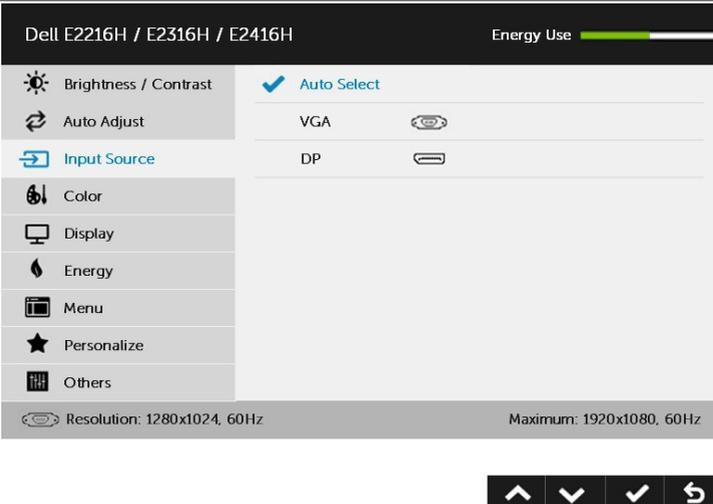 Dell E2216H / E2316H / E2416H
Energy Use
Brightness / Contrast
Auto Select
Auto Adjust
VGA
Input Source
DP
Color
Display
Energy
Menu
Personalize
Others
Resolution: 1280x1024, 60Hz
Maximum: 1920x1080, 60Hz